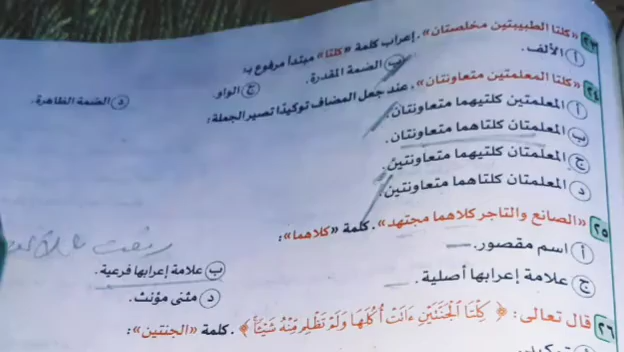 ٢٣ «كلتا الطبيبتين مخلصتان». إعراب كلمة «كلتا» مبتدأ مرفوع بـ:
أ الألف. ب الضمة المقدرة. ج الواو. د الضمة الظاهرة.
٢٤ «كلتا المعلمتين متعاونتان». عند جعل المضاف توكيدًا تصير الجملة:
أ المعلمتين كلتيهما متعاونتان.
ب المعلمتان كلتاهما متعاونتان.
ج المعلمتان كلتيهما متعاونتين.
د المعلمتان كلتاهما متعاونتين.
٢٥ «الصانع والتاجر كلاهما مجتهد». كلمة «كلاهما»:
أ اسم مقصور. ب علامة إعرابها فرعية.
ج علامة إعرابها أصلية. د مثنى مؤنث.
٢٦ قال تعالى: ﴿ كِلْتَا الْجَنَّتَيْنِ ءَاتَتْ أُكُلَهَا وَلَمْ تَظْلِم مِّنْهُ شَيْئًا ﴾. كلمة «الجنتين»: